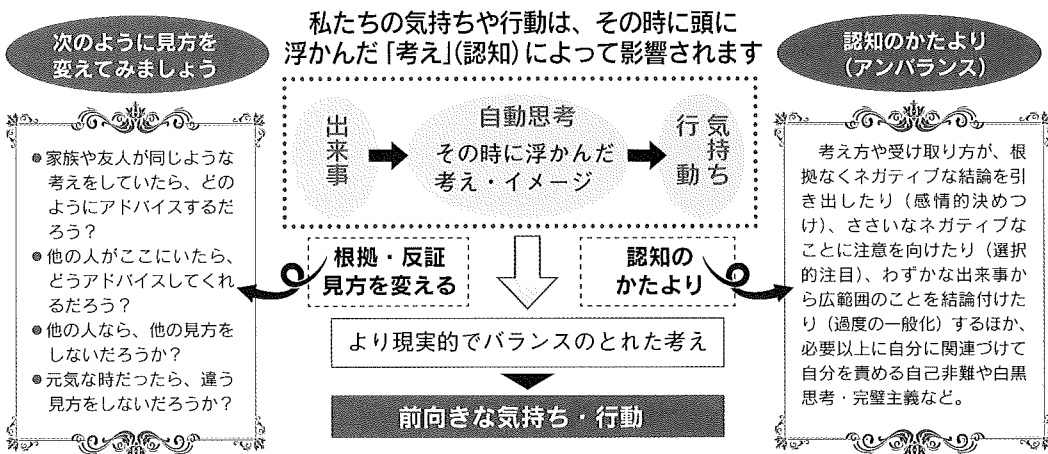 私たちの気持ちや行動は、その時に頭に
浮かんだ「考え」(認知)によって影響されます
次のように見方を
変えてみましょう
●家族や友人が同じような
考えをしていたら、どの
ようにアドバイスするだ
ろう？
●他の人がここにいたら、
どうアドバイスしてくれ
るだろう？
●他の人なら、他の見方を
しないだろうか？
●元気な時だったら、違う
見方をしないだろうか？
出来事
自動思考
その時に浮かんだ
考え・イメージ
気持ち
行動
根拠・反証
見方を変える
認知の
かたより
より現実的でバランスのとれた考え
前向きな気持ち・行動
認知のかたより
(アンバランス)
考え方や受け取り方が、根
拠なくネガティブな結論を引
き出したり（感情的決めつ
け）、ささいなネガティブな
ことに注意を向けたり（選択
的注目）、わずかな出来事か
ら広範囲のことを結論付けた
り（過度の一般化）するほか、
必要以上に自分に関連づけて
自分を責める自己非難や白黒
思考・完璧主義など。